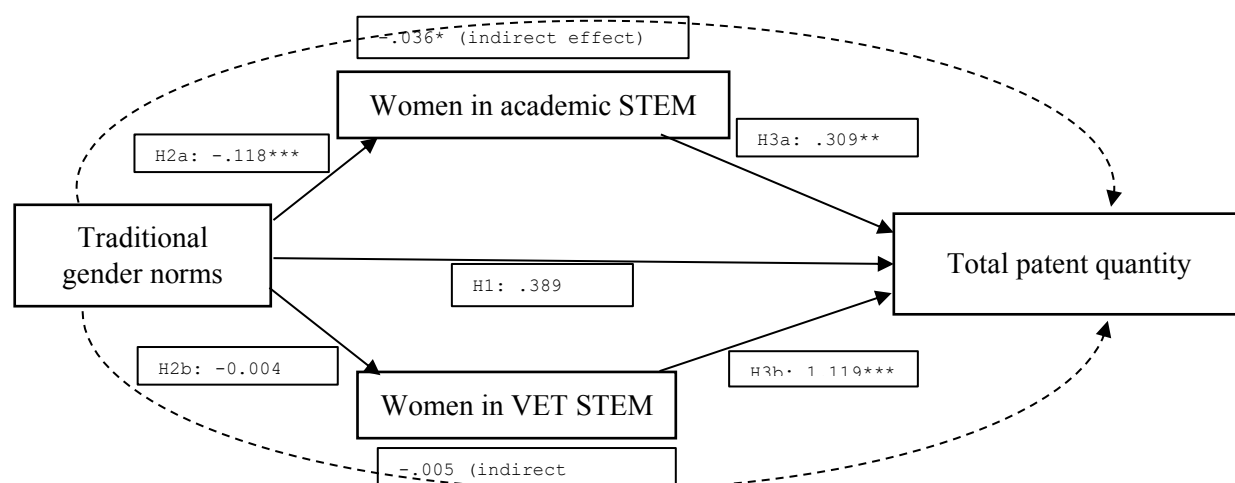 -.036* (indirect effect)
Women in academic STEM
H2a: -.118***
H3a: .309**
Traditional
gender norms
Total patent quantity
H1: .389
H2b: -0.004
H3b: 1.119***
Women in VET STEM
-.005 (indirect